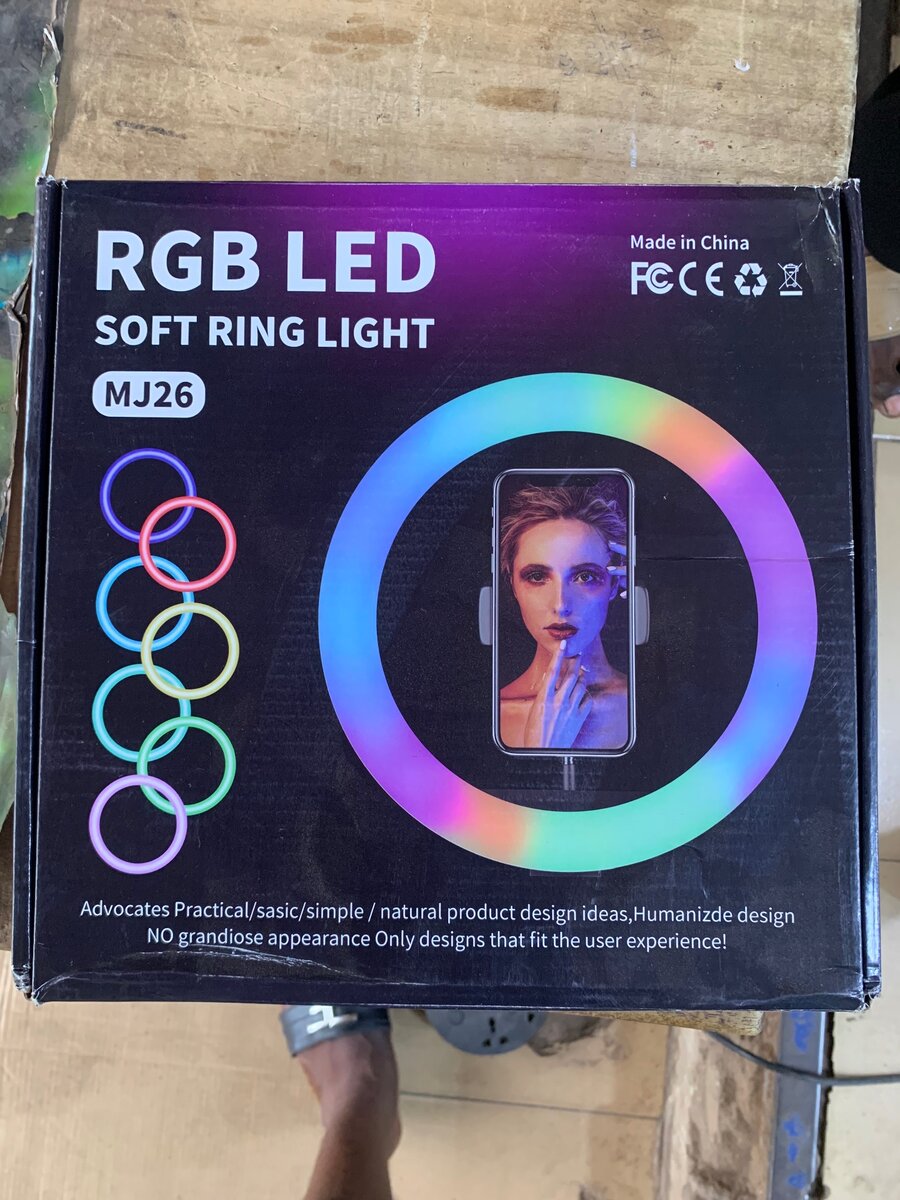 RGB LED
SOFT RING LIGHT
MJ26
Made in China
FC CE
Advocates Practical/sasic/simple / natural product design ideas,Humanizde design
NO grandiose appearance Only designs that fit the user experience!